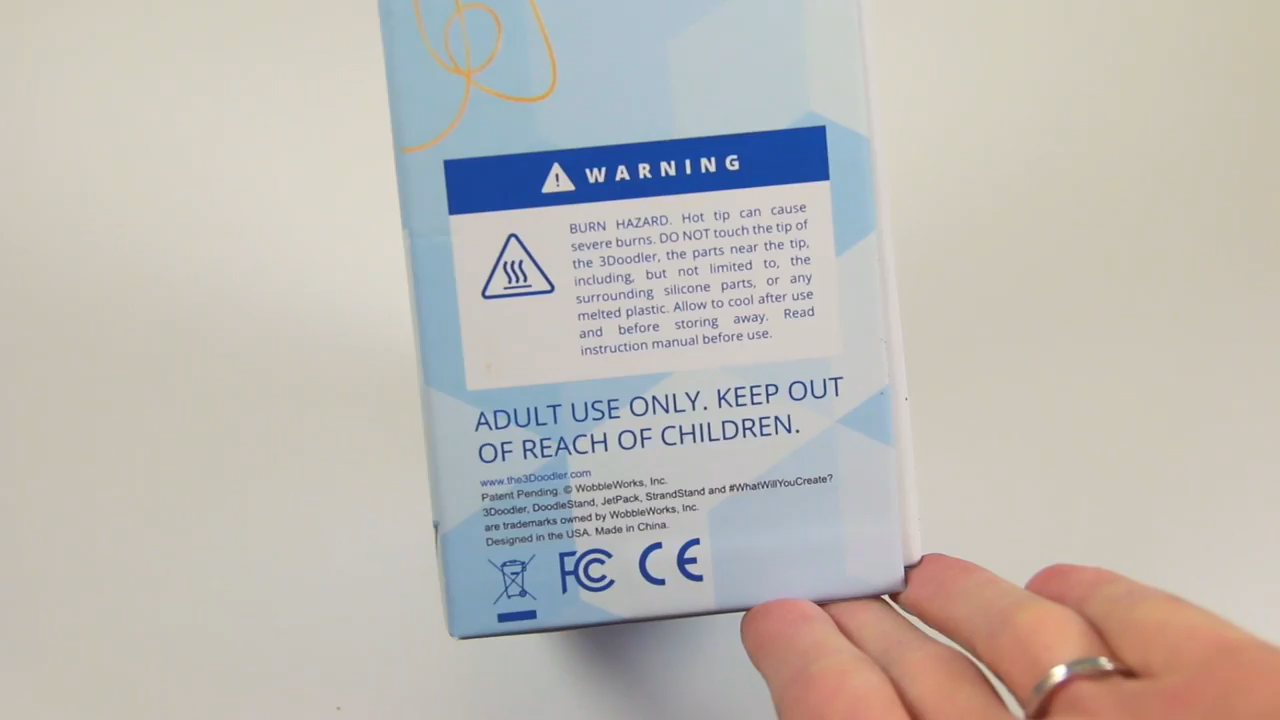 WARNING
BURN HAZARD. Hot tip can cause
severe burns. DO NOT touch the tip of
the 3Doodler, the parts near the tip,
including, but not limited to, the
surrounding silicone parts, or any
melted plastic. Allow to cool after use
and before storing away. Read
instruction manual before use.
ADULT USE ONLY. KEEP OUT
OF REACH OF CHILDREN.
www.the3Doodler.com
Patent Pending. © WobbleWorks, Inc.
3Doodler, DoodleStand, JetPack, StrandStand and #WhatWillYouCreate?
are trademarks owned by WobbleWorks, Inc.
Designed in the USA. Made in China.
FC CE